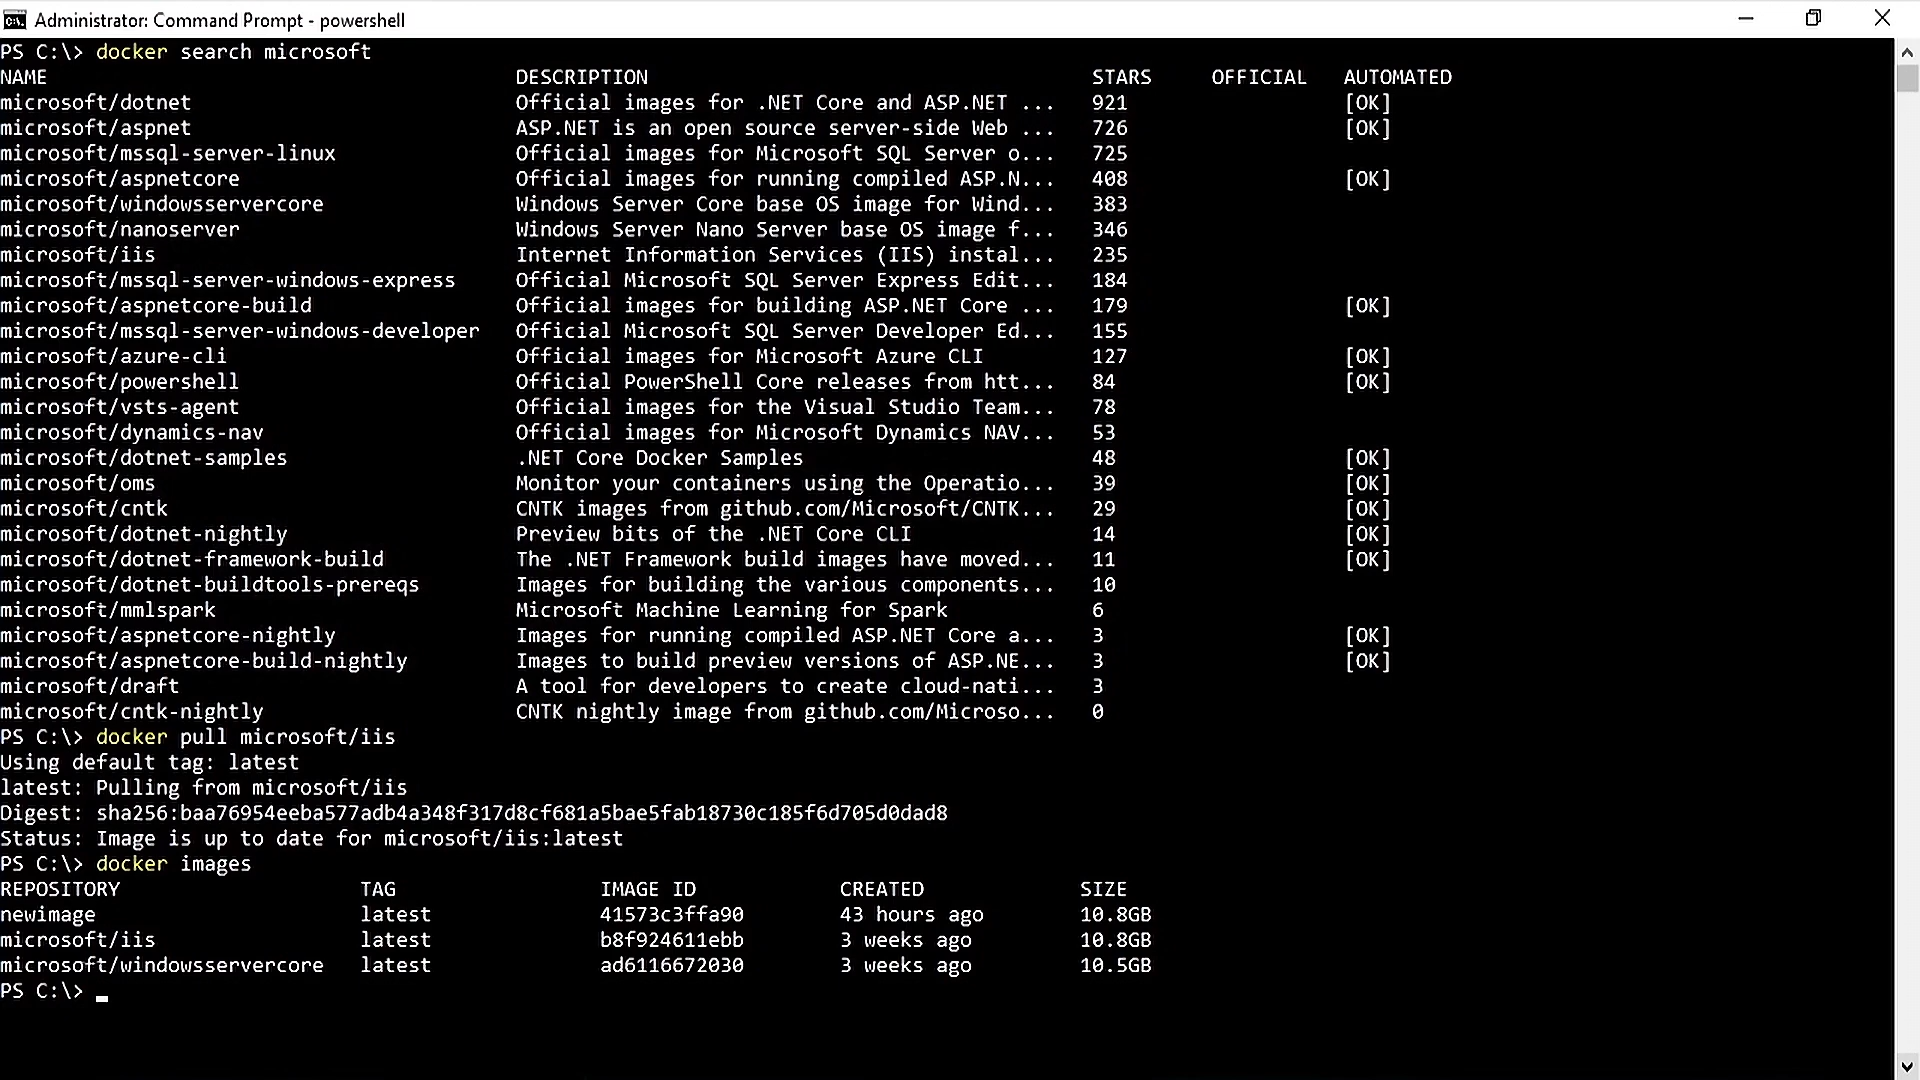 Administrator: Command Prompt - powershell
PS C:\> docker search microsoft
NAME DESCRIPTION STARS OFFICIAL AUTOMATED
microsoft/dotnet Official images for .NET Core and ASP.NET ... 921 [OK]
microsoft/aspnet ASP.NET is an open source server-side Web ... 726 [OK]
microsoft/mssql-server-linux Official images for Microsoft SQL Server o... 725
microsoft/aspnetcore Official images for running compiled ASP.N... 408 [OK]
microsoft/windowsservercore Windows Server Core base OS image for Wind... 383
microsoft/nanoserver Windows Server Nano Server base OS image f... 346
microsoft/iis Internet Information Services (IIS) instal... 235
microsoft/mssql-server-windows-express Official Microsoft SQL Server Express Edit... 184
microsoft/aspnetcore-build Official images for building ASP.NET Core ... 179 [OK]
microsoft/mssql-server-windows-developer Official Microsoft SQL Server Developer Ed... 155
microsoft/azure-cli Official images for Microsoft Azure CLI 127 [OK]
microsoft/powershell Official PowerShell Core releases from htt... 84 [OK]
microsoft/vsts-agent Official images for the Visual Studio Team... 78
microsoft/dynamics-nav Official images for Microsoft Dynamics NAV... 53
microsoft/dotnet-samples .NET Core Docker Samples 48 [OK]
microsoft/oms Monitor your containers using the Operatio... 39 [OK]
microsoft/cntk CNTK images from github.com/Microsoft/CNTK... 29 [OK]
microsoft/dotnet-nightly Preview bits of the .NET Core CLI 14 [OK]
microsoft/dotnet-framework-build The .NET Framework build images have moved... 11 [OK]
microsoft/dotnet-buildtools-prereqs Images for building the various components... 10
microsoft/mmlspark Microsoft Machine Learning for Spark 6
microsoft/aspnetcore-nightly Images for running compiled ASP.NET Core a... 3 [OK]
microsoft/aspnetcore-build-nightly Images to build preview versions of ASP.NE... 3 [OK]
microsoft/draft A tool for developers to create cloud-nati... 3
microsoft/cntk-nightly CNTK nightly image from github.com/Microso... 0
PS C:\> docker pull microsoft/iis
Using default tag: latest
latest: Pulling from microsoft/iis
Digest: sha256:baa76954eeba577adb4a348f317d8cf681a5bae5fab18730c185f6d705d0dad8
Status: Image is up to date for microsoft/iis:latest
PS C:\> docker images
REPOSITORY TAG IMAGE ID CREATED SIZE
newimage latest 41573c3ffa90 43 hours ago 10.8GB
microsoft/iis latest b8f924611ebb 3 weeks ago 10.8GB
microsoft/windowsservercore latest ad6116672030 3 weeks ago 10.5GB
PS C:\>